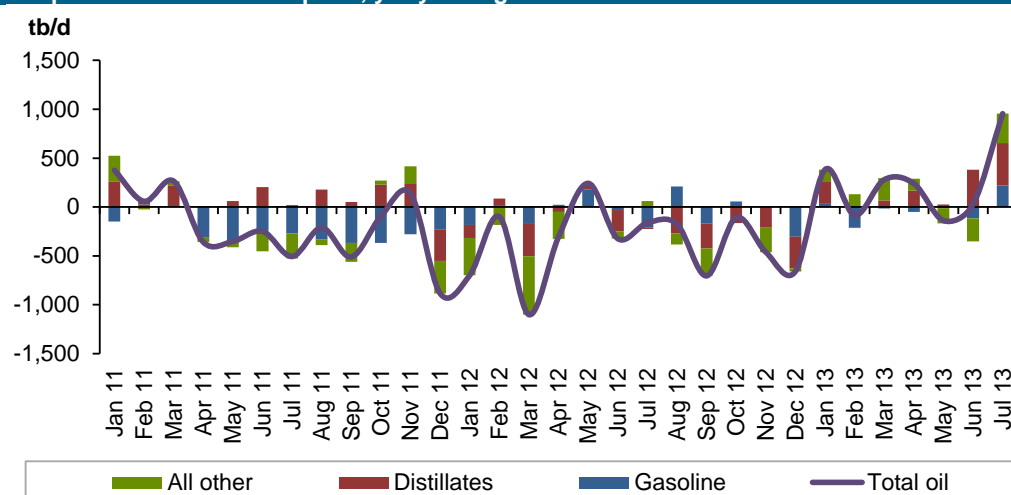 tb/d
1,500
1,000
500
0
-500
-1,000
-1,500
Jan 11
Feb 11
Mar 11
Apr 11
May 11
Jun 11
Jul 11
Aug 11
Sep 11
Oct 11
Nov 11
Dec 11
Jan 12
Feb 12
Mar 12
Apr 12
May 12
Jun 12
Jul 12
Aug 12
Sep 12
Oct 12
Nov 12
Dec 12
Jan 13
Feb 13
Mar 13
Apr 13
May 13
Jun 13
Jul 13
All other Distillates Gasoline Total oil